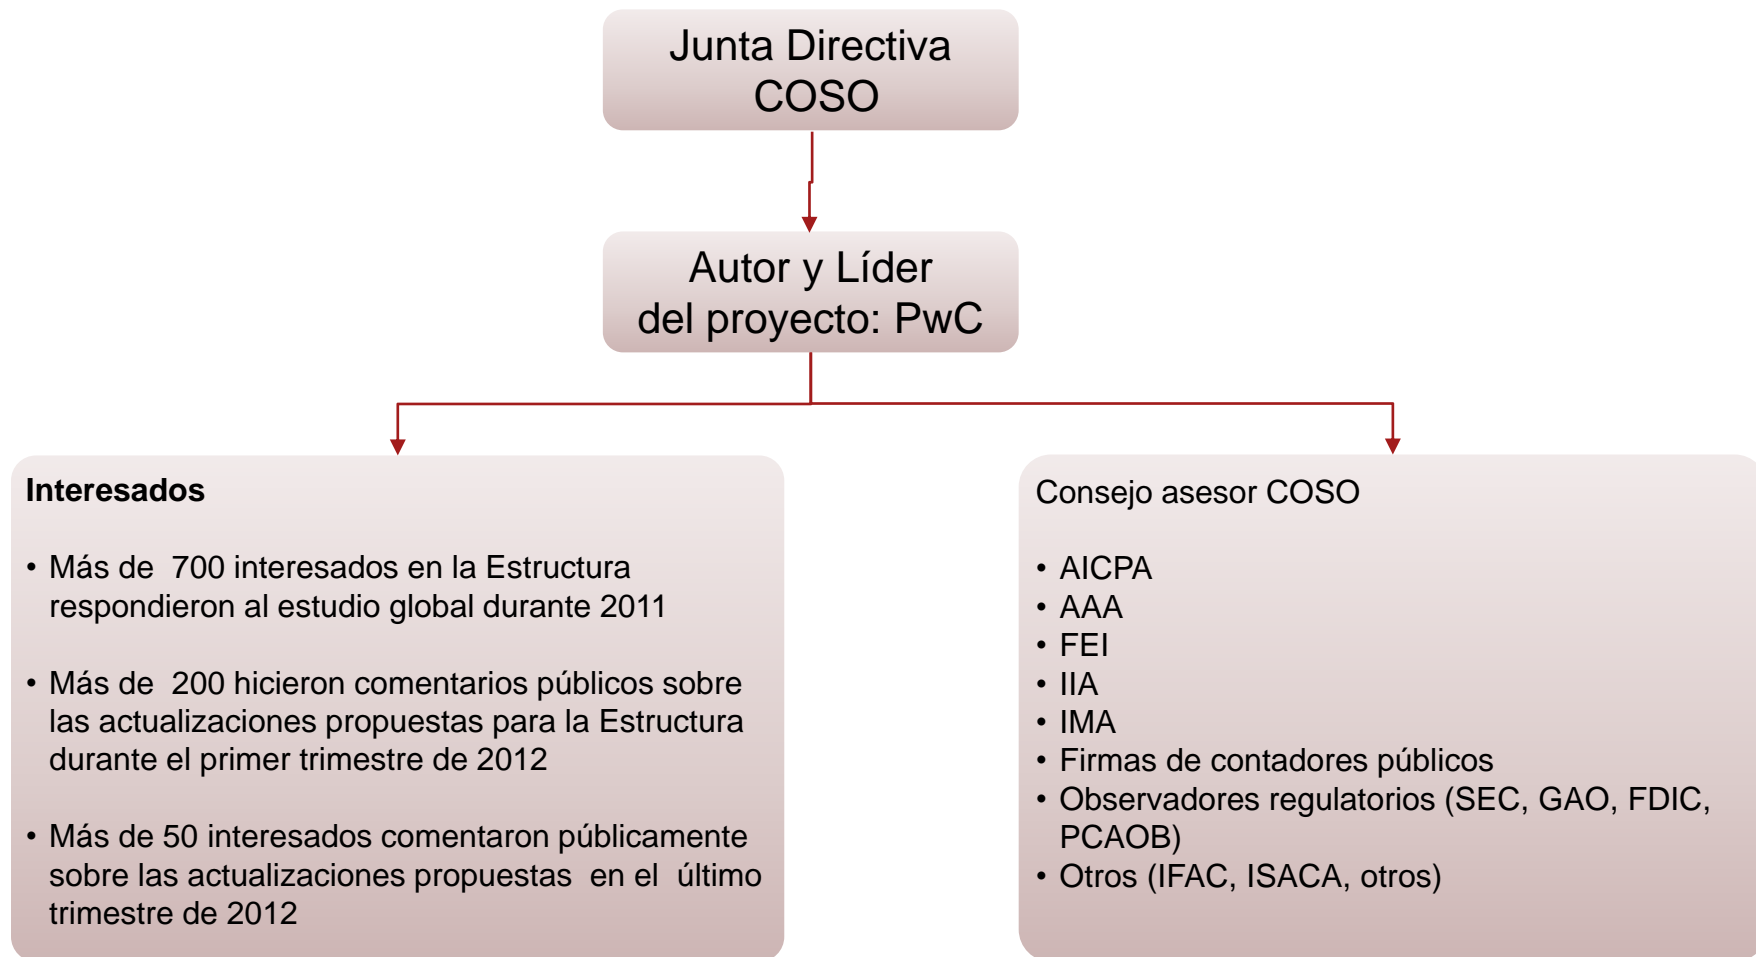 Junta Directiva
COSO
Autor y Líder
del proyecto: PwC
Interesados
• Más de  700 interesados en la Estructura
respondieron al estudio global durante 2011
• Más de  200 hicieron comentarios públicos sobre
las actualizaciones propuestas para la Estructura
durante el primer trimestre de 2012
• Más de 50 interesados comentaron públicamente
sobre las actualizaciones propuestas  en el  último
trimestre de 2012
Consejo asesor COSO
• AICPA
• AAA
• FEI
• IIA
• IMA
• Firmas de contadores públicos
• Observadores regulatorios (SEC, GAO, FDIC,
PCAOB)
• Otros (IFAC, ISACA, otros)